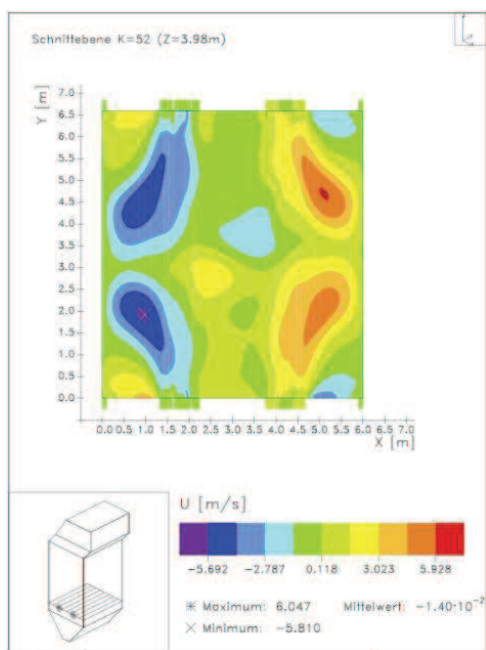 Schnittebene K=52 (Z=3.98m)
Y [m]
7.0
6.5
6.0
5.5
5.0
4.5
4.0
3.5
3.0
2.5
2.0
1.5
1.0
0.5
0.0
0.0 0.5 1.0 1.5 2.0 2.5 3.0 3.5 4.0 4.5 5.0 5.5 6.0 6.5 7.0
X [m]
U [m/s]
-5.692 -2.787 0.118 3.023 5.928
✳ Maximum: 6.047 Mittelwert: -1.40·10⁻²
× Minimum: -5.810